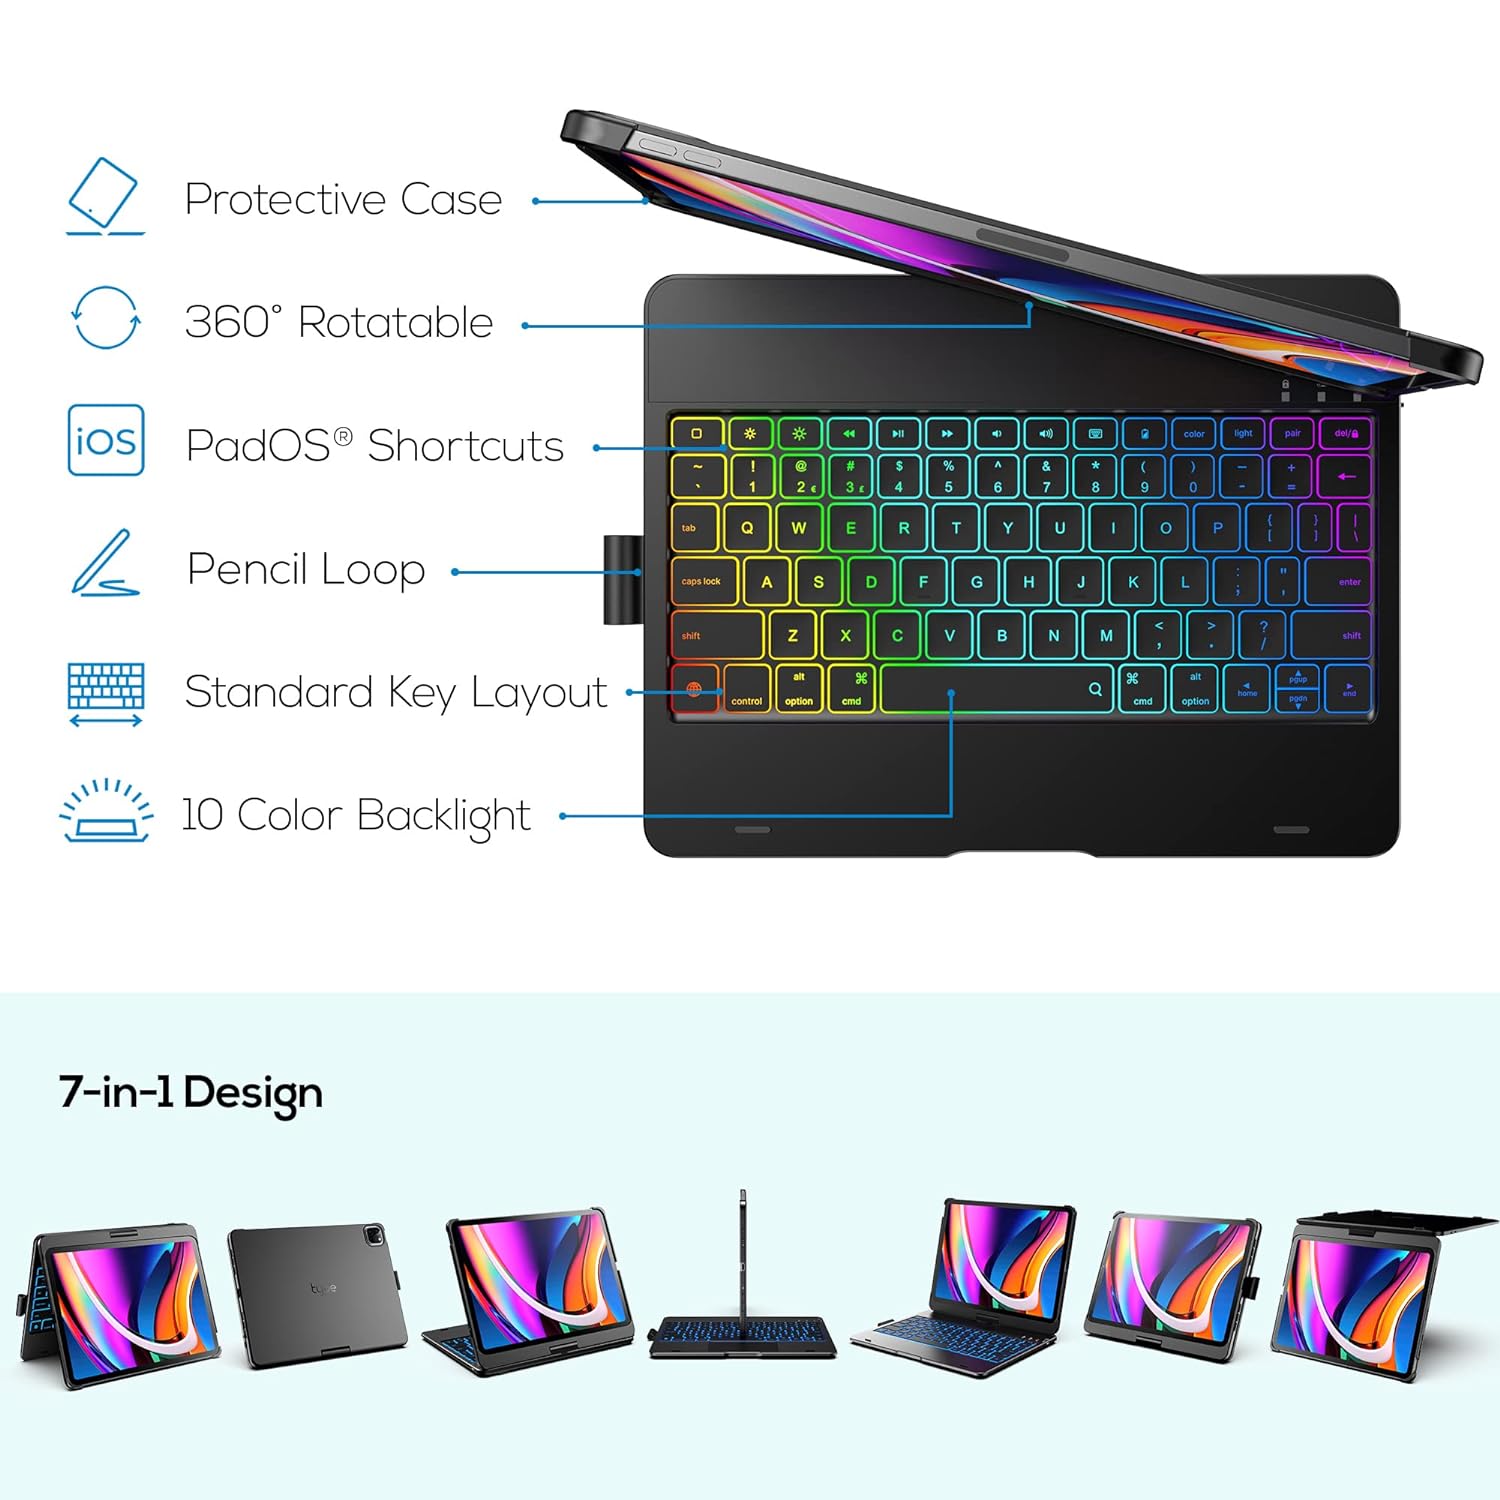 Protective Case
360° Rotatable
iOS
PadOS® Shortcuts
Pencil Loop
Standard Key Layout
10 Color Backlight
color light pair del/
~ ! @ # $ % ^ & * ( ) — +
` 1 2 € 3 £ 4 5 6 7 8 9 0 - =
tab Q W E R T Y U I O P { [ } ] | \
caps lock A S D F G H J K L : ; " ' enter
shift Z X C V B N M < , > . ? / shift
alt ⌘ ⌘ alt pgup
control option cmd cmd option home pgdn end
7-in-1 Design